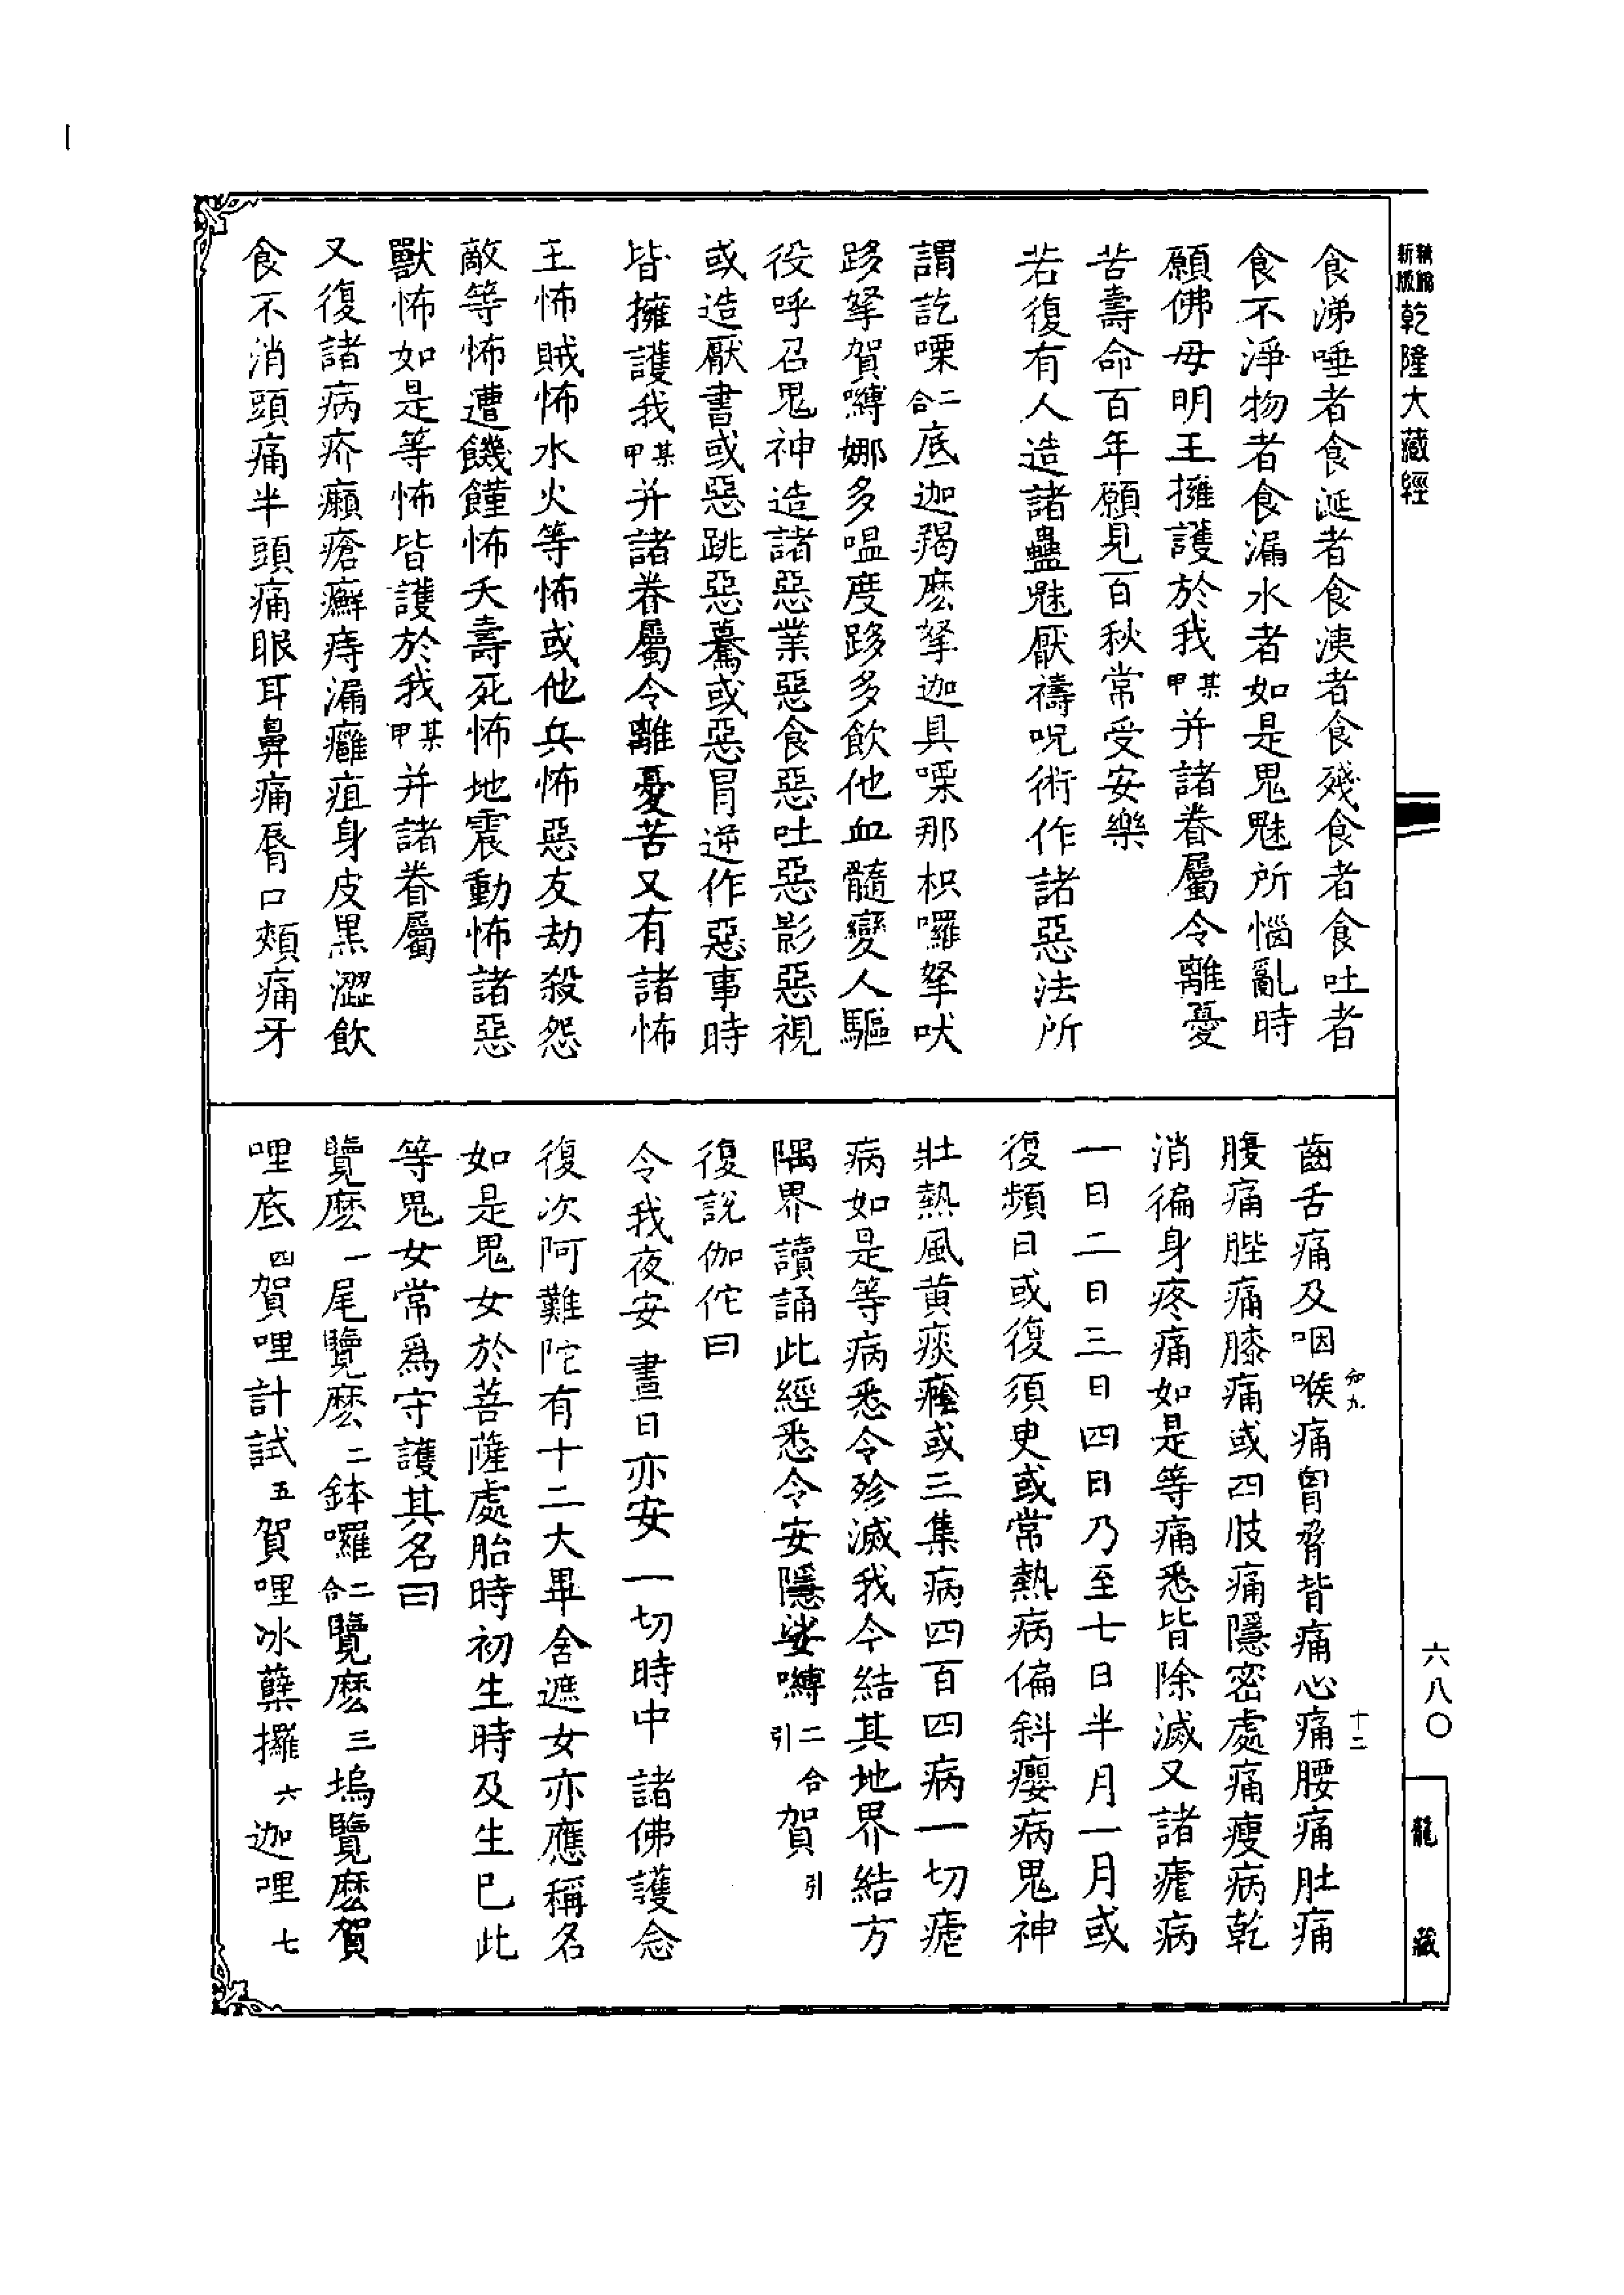 新編縮版 乾隆大藏經
食涕唾者食涎者食洟者食殘食者食吐者
食不淨物者食漏水者如是鬼魅所惱亂時
願佛母明王擁護於我某甲并諸眷屬令離憂
苦壽命百年願見百秋常受安樂
若復有人造諸蠱魅厭禱呪術作諸惡法所
謂訖㗚二合底迦羯麼拏迦具㗚那枳囉拏吠
跢拏賀嚩娜多嗢度跢多飲他血髓變人驅
役呼召鬼神造諸惡業惡食惡吐惡影惡視
或造厭書或惡跳惡驀或惡冒逆作惡事時
皆擁護我某甲并諸眷屬令離憂苦又有諸怖
王怖賊怖水火等怖或他兵怖惡友劫殺怨
敵等怖遭饑饉怖夭壽死怖地震動怖諸惡
獸怖如是等怖皆護於我某甲并諸眷屬
又復諸病疥癩瘡癬痔漏癰疽身皮黑澀飲
食不消頭痛半頭痛眼耳鼻痛脣口頰痛牙
齒舌痛及咽喉痛胷脅背痛心痛腰痛肚痛
腹痛䏶痛膝痛或四肢痛隱密處痛瘦病乾
消徧身疼痛如是等痛悉皆除滅又諸瘧病
一日二日三日四日乃至七日半月一月或
復頻日或復須臾或常熱病偏斜癭病鬼神
壯熱風黄痰癊或三集病四百四病一切瘧
病如是等病悉令殄滅我今結其地界結方
隅界讀誦此經悉令安隱娑嚩二合引賀引
復說伽佗曰
令我夜安 晝日亦安 一切時中 諸佛護念
復次阿難陀有十二大畢舍遮女亦應稱名
如是鬼女於菩薩處胎時初生時及生已此
等鬼女常爲守護其名曰
覽麽一尾覽麽二鉢囉二合覽麽三塢覽麽賀
哩底四賀哩計試五賀哩冰蘖攞六迦哩七
十二
六八〇
龍藏